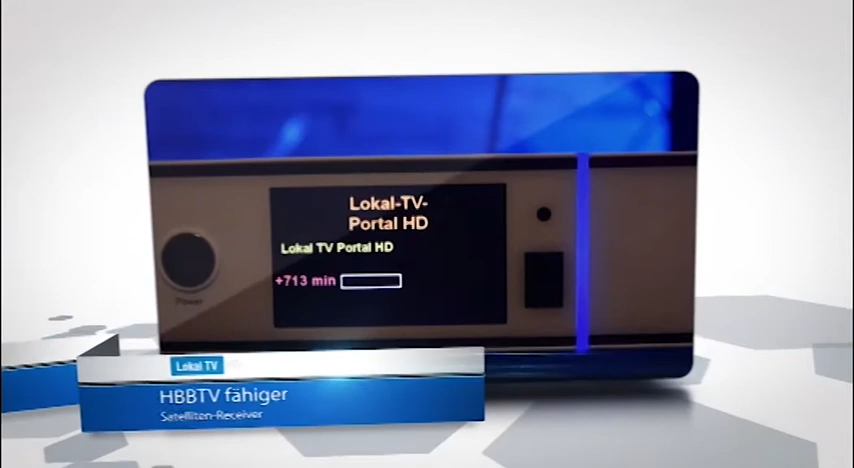 Lokal-TV-
Portal HD
Lokal TV Portal HD
+713 min
Power
Lokal TV
HBBTV fähiger
Satelliten-Receiver